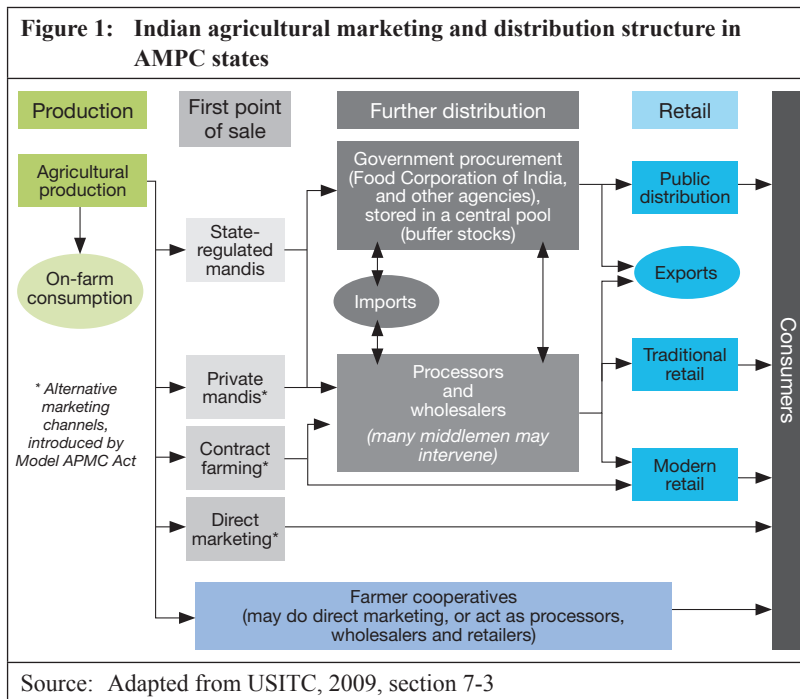 Figure 1: Indian agricultural marketing and distribution structure in
AMPC states
Production
First point
of sale
Further distribution
Retail
Agricultural
production
On-farm
consumption
* Alternative
marketing
channels,
introduced by
Model APMC Act
State-
regulated
mandis
Private
mandis*
Contract
farming*
Direct
marketing*
Government procurement
(Food Corporation of India,
and other agencies),
stored in a central pool
(buffer stocks)
Imports
Processors
and
wholesalers
(many middlemen may
intervene)
Public
distribution
Exports
Traditional
retail
Modern
retail
Consumers
Farmer cooperatives
(may do direct marketing, or act as processors,
wholesalers and retailers)
Source: Adapted from USITC, 2009, section 7-3